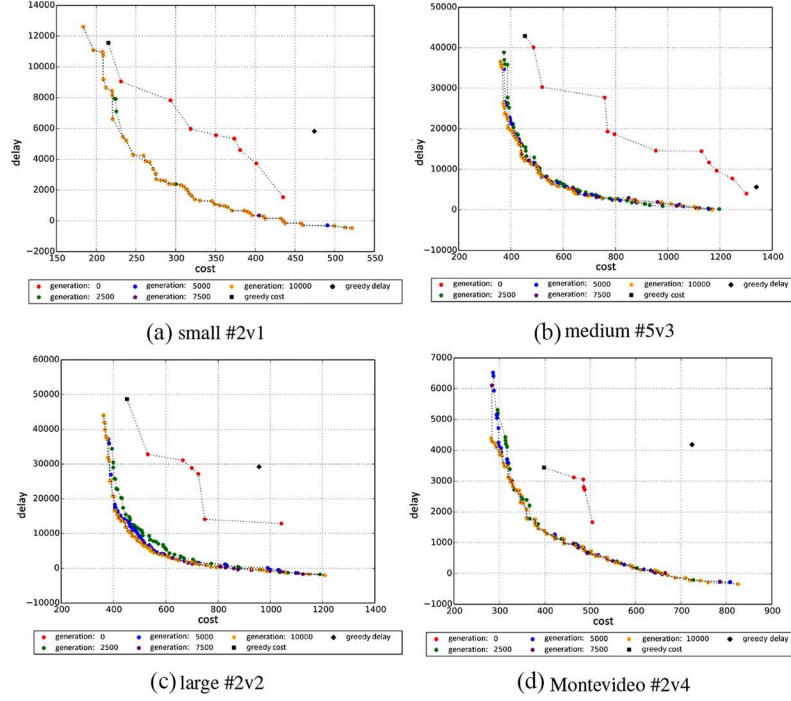 14000
12000
10000
8000
6000
4000
2000
0
−2000
delay
150 200 250 300 350 400 450 500 550
cost
generation: 0
generation: 5000
generation: 10000
greedy delay
generation: 2500
generation: 7500
greedy cost
(a) small #2v1
50000
40000
30000
20000
10000
0
−10000
delay
200 400 600 800 1000 1200 1400
cost
generation: 0
generation: 5000
generation: 10000
greedy delay
generation: 2500
generation: 7500
greedy cost
(b) medium #5v3
60000
50000
40000
30000
20000
10000
0
−10000
delay
200 400 600 800 1000 1200 1400
cost
generation: 0
generation: 5000
generation: 10000
greedy delay
generation: 2500
generation: 7500
greedy cost
(c) large #2v2
7000
6000
5000
4000
3000
2000
1000
0
−1000
delay
200 300 400 500 600 700 800 900
cost
generation: 0
generation: 5000
generation: 10000
greedy delay
generation: 2500
generation: 7500
greedy cost
(d) Montevideo #2v4